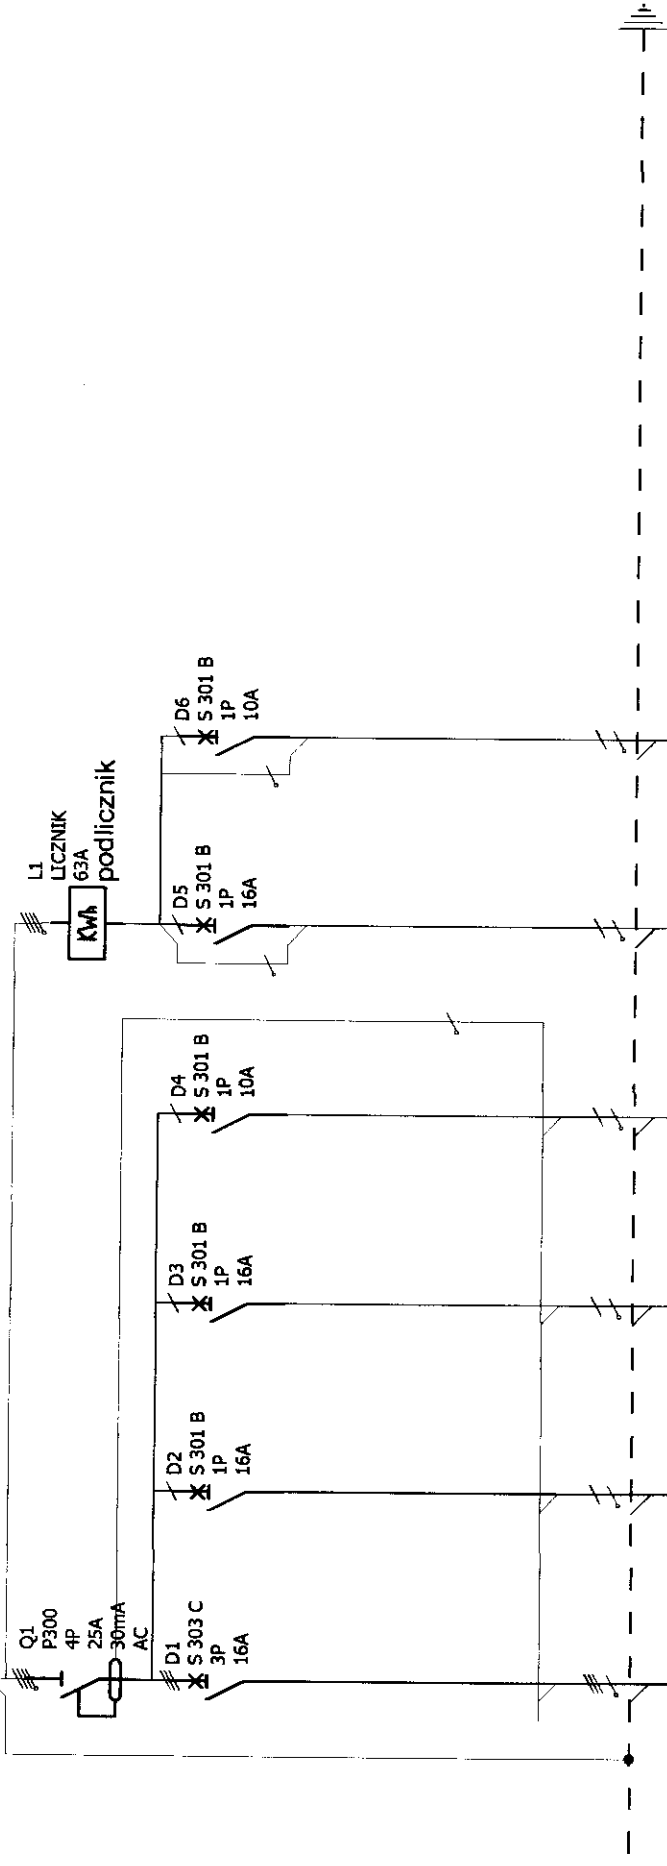 L1
LICZNIK
63A
podlicznik
KWh
D6
S 301 B
1P
10A
D5
S 301 B
1P
16A
D4
S 301 B
1P
10A
D3
S 301 B
1P
16A
D2
S 301 B
1P
16A
Q1
P300
4P
25A
30mA
AC
D1
S 303 C
3P
16A